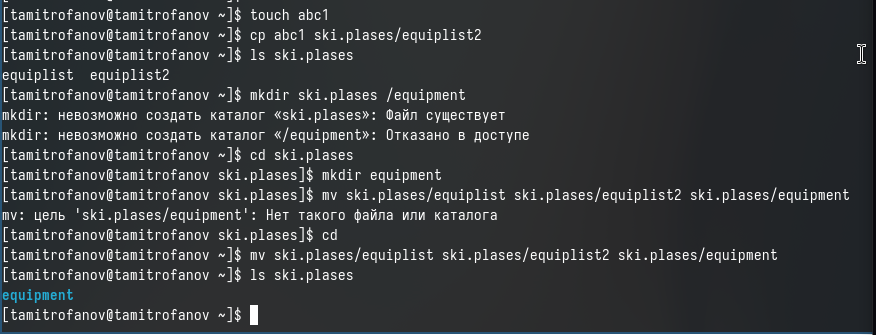 [tamitrofanov@tamitrofanov ~]$ touch abc1
[tamitrofanov@tamitrofanov ~]$ cp abc1 ski.plases/equiplist2
[tamitrofanov@tamitrofanov ~]$ ls ski.plases
equiplist  equiplist2
[tamitrofanov@tamitrofanov ~]$ mkdir ski.plases /equipment
mkdir: невозможно создать каталог «ski.plases»: Файл существует
mkdir: невозможно создать каталог «/equipment»: Отказано в доступе
[tamitrofanov@tamitrofanov ~]$ cd ski.plases
[tamitrofanov@tamitrofanov ski.plases]$ mkdir equipment
[tamitrofanov@tamitrofanov ski.plases]$ mv ski.plases/equiplist ski.plases/equiplist2 ski.plases/equipment
mv: цель 'ski.plases/equipment': Нет такого файла или каталога
[tamitrofanov@tamitrofanov ski.plases]$ cd
[tamitrofanov@tamitrofanov ~]$ mv ski.plases/equiplist ski.plases/equiplist2 ski.plases/equipment
[tamitrofanov@tamitrofanov ~]$ ls ski.plases
equipment
[tamitrofanov@tamitrofanov ~]$